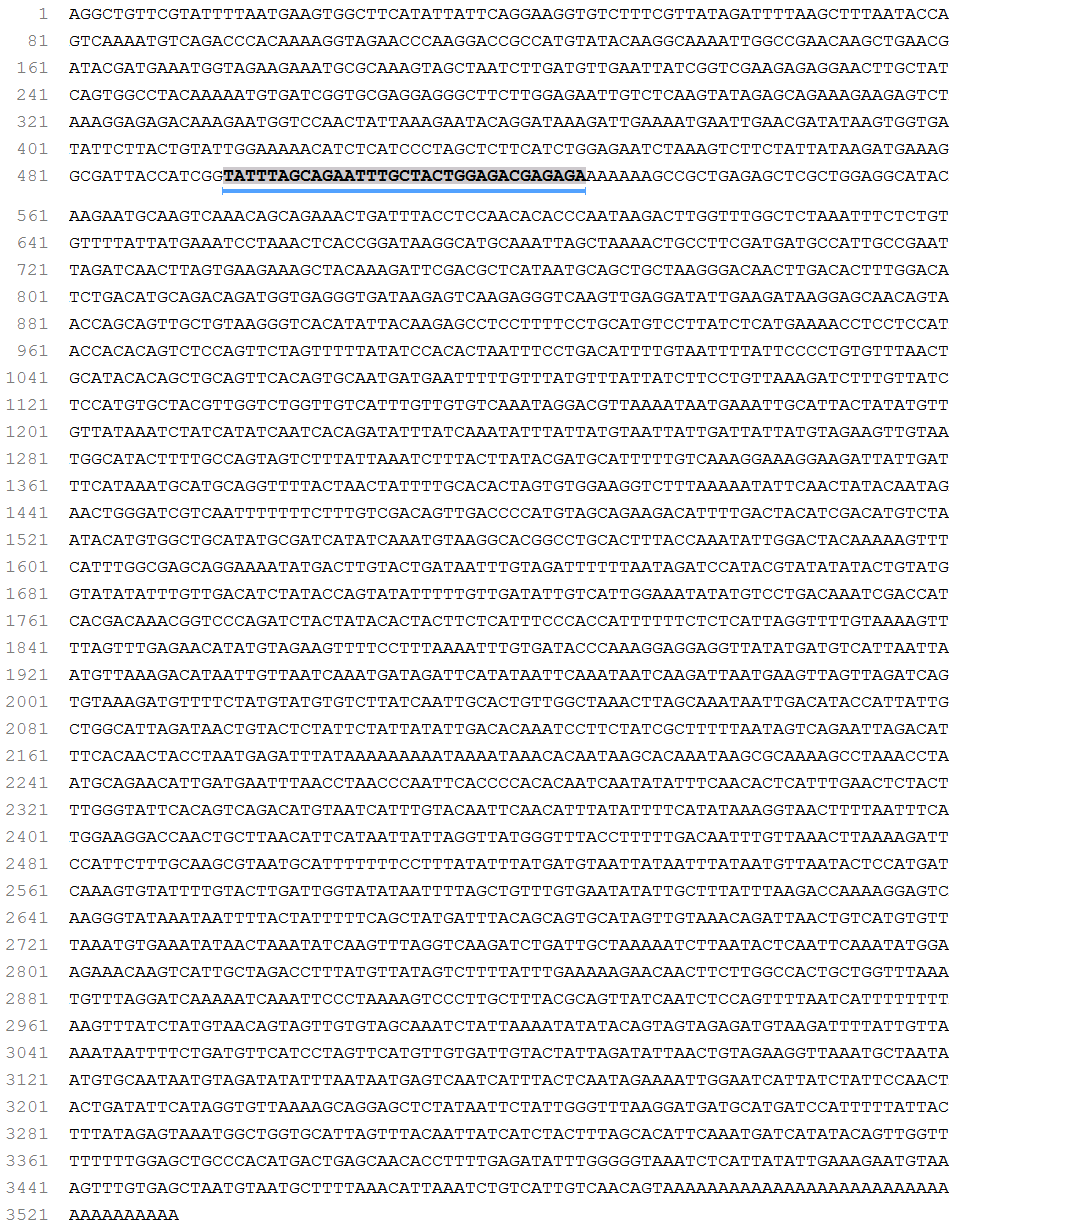 1 AGGCTGTTCGTATTTTAATGAAGTGGCTTCATATTATTCAGGAAGGTGTCTTTCGTTATAGATTTTAAGCTTTAATACCA
81 GTCAAAATGTCAGACCCACAAAAGGTAGAACCCAAGGACCGCCATGTATACAAGGCAAAATTGGCCGAACAAGCTGAACG
161 ATACGATGAAATGGTAGAAGAAATGCGCAAAGTAGCTAATCTTGATGTTGAATTATCGGTCGAAGAGAGGAACTTGCTAT
241 CAGTGGCCTACAAAAATGTGATCGGTGCGAGGAGGGCTTCTTGGAGAATTGTCTCAAGTATAGAGCAGAAAGAAGAGTCT
321 AAAGGAGAGACAAAGAATGGTCCAACTATTAAAGAATACAGGATAAAGATTGAAAATGAATTGAACGATATAAGTGGTGA
401 TATTCTTACTGTATTGGAAAAACATCTCATCCCTAGCTCTTCATCTGGAGAATCTAAAGTCTTCTATTATAAGATGAAAG
481 GCGATTACCATCGGTATTTAGCAGAATTTGCTACTGGAGACGAGAGAAAAAAAGCCGCTGAGAGCTCGCTGGAGGCATAC
561 AAGAATGCAAGTCAAACAGCAGAAACTGATTTACCTCCAACACACCCAATAAGACTTGGTTTGGCTCTAAATTTCTCTGT
641 GTTTTATTATGAAATCCTAAACTCACCGGATAAGGCATGCAAATTAGCTAAAACTGCCTTCGATGATGCCATTGCCGAAT
721 TAGATCAACTTAGTGAAGAAAGCTACAAAGATTCGACGCTCATAATGCAGCTGCTAAGGGACAACTTGACACTTTGGACA
801 TCTGACATGCAGACAGATGGTGAGGGTGATAAGAGTCAAGAGGGTCAAGTTGAGGATATTGAAGATAAGGAGCAACAGTA
881 ACCAGCAGTTGCTGTAAGGGTCACATATTACAAGAGCCTCCTTTTCCTGCATGTCCTTATCTCATGAAAACCTCCTCCAT
961 ACCACACAGTCTCCAGTTCTAGTTTTTATATCCACACTAATTTCCTGACATTTTGTAATTTTATTCCCCTGTGTTTAACT
1041 GCATACACAGCTGCAGTTCACAGTGCAATGATGAATTTTTGTTTATGTTTATTATCTTCCTGTTAAAGATCTTTGTTATC
1121 TCCATGTGCTACGTTGGTCTGGTTGTCATTTGTTGTGTCAAATAGGACGTTAAAATAATGAAATTGCATTACTATATGTT
1201 GTTATAAATCTATCATATCAATCACAGATATTTATCAAATATTTATTATGTAATTATTGATTATTATGTAGAAGTTGTAA
1281 TGGCATACTTTTGCCAGTAGTCTTTATTAAATCTTTACTTATACGATGCATTTTTGTCAAAGGAAAGGAAGATTATTGAT
1361 TTCATAAATGCATGCAGGTTTTACTAACTATTTTGCACACTAGTGTGGAAGGTCTTTAAAAATATTCAACTATACAATAG
1441 AACTGGGATCGTCAATTTTTTTCTTTGTCGACAGTTGACCCCATGTAGCAGAAGACATTTTGACTACATCGACATGTCTA
1521 ATACATGTGGCTGCATATGCGATCATATCAAATGTAAGGCACGGCCTGCACTTTACCAAATATTGGACTACAAAAAGTTT
1601 CATTTGGCGAGCAGGAAAATATGACTTGTACTGATAATTTGTAGATTTTTTAATAGATCCATACGTATATATACTGTATG
1681 GTATATATTTGTTGACATCTATACCAGTATATTTTTGTTGATATTGTCATTGGAAATATATGTCCTGACAAATCGACCAT
1761 CACGACAAACGGTCCCAGATCTACTATACACTACTTCTCATTTCCCACCATTTTTTCTCTCATTAGGTTTTGTAAAAGTT
1841 TTAGTTTGAGAACATATGTAGAAGTTTTCCTTTAAAATTTGTGATACCCAAAGGAGGAGGTTATATGATGTCATTAATTA
1921 ATGTTAAAGACATAATTGTTAATCAAATGATAGATTCATATAATTCAAATAATCAAGATTAATGAAGTTAGTTAGATCAG
2001 TGTAAAGATGTTTTCTATGTATGTGTCTTATCAATTGCACTGTTGGCTAAACTTAGCAAATAATTGACATACCATTATTG
2081 CTGGCATTAGATAACTGTACTCTATTCTATTATATTGACACAAATCCTTCTATCGCTTTTTAATAGTCAGAATTAGACAT
2161 TTCACAACTACCTAATGAGATTTATAAAAAAAAATAAAATAAACACAATAAGCACAAATAAGCGCAAAAGCCTAAACCTA
2241 ATGCAGAACATTGATGAATTTAACCTAACCCAATTCACCCCACACAATCAATATATTTCAACACTCATTTGAACTCTACT
2321 TTGGGTATTCACAGTCAGACATGTAATCATTTGTACAATTCAACATTTATATTTTCATATAAAGGTAACTTTTAATTTCA
2401 TGGAAGGACCAACTGCTTAACATTCATAATTATTAGGTTATGGGTTTACCTTTTTGACAATTTGTTAAACTTAAAAGATT
2481 CCATTCTTTGCAAGCGTAATGCATTTTTTTCCTTTATATTTATGATGTAATTATAATTTATAATGTTAATACTCCATGAT
2561 CAAAGTGTATTTTGTACTTGATTGGTATATAATTTTAGCTGTTTGTGAATATATTGCTTTATTTAAGACCAAAAGGAGTC
2641 AAGGGTATAAATAATTTTACTATTTTTCAGCTATGATTTACAGCAGTGCATAGTTGTAAACAGATTAACTGTCATGTGTT
2721 TAAATGTGAAATATAACTAAATATCAAGTTTAGGTCAAGATCTGATTGCTAAAAATCTTAATACTCAATTCAAATATGGA
2801 AGAAACAAGTCATTGCTAGACCTTTATGTTATAGTCTTTTATTTGAAAAAGAACAACTTCTTGGCCACTGCTGGTTTAAA
2881 TGTTTAGGATCAAAAATCAAATTCCCTAAAAGTCCCTTGCTTTACGCAGTTATCAATCTCCAGTTTTAATCATTTTTTTT
2961 AAGTTTATCTATGTAACAGTAGTTGTGTAGCAAATCTATTAAAATATATACAGTAGTAGAGATGTAAGATTTTATTGTTA
3041 AAATAATTTTCTGATGTTCATCCTAGTTCATGTTGTGATTGTACTATTAGATATTAACTGTAGAAGGTTAAATGCTAATA
3121 ATGTGCAATAATGTAGATATATTTAATAATGAGTCAATCATTTACTCAATAGAAAATTGGAATCATTATCTATTCCAACT
3201 ACTGATATTCATAGGTGTTAAAAGCAGGAGCTCTATAATTCTATTGGGTTTAAGGATGATGCATGATCCATTTTTATTAC
3281 TTTATAGAGTAAATGGCTGGTGCATTAGTTTACAATTATCATCTACTTTAGCACATTCAAATGATCATATACAGTTGGTT
3361 TTTTTTGGAGCTGCCCACATGACTGAGCAACACCTTTTGAGATATTTGGGGGTAAATCTCATTATATTGAAAGAATGTAA
3441 AGTTTGTGAGCTAATGTAATGCTTTTAAACATTAAATCTGTCATTGTCAACAGTAAAAAAAAAAAAAAAAAAAAAAAAAA
3521 AAAAAAAAAA